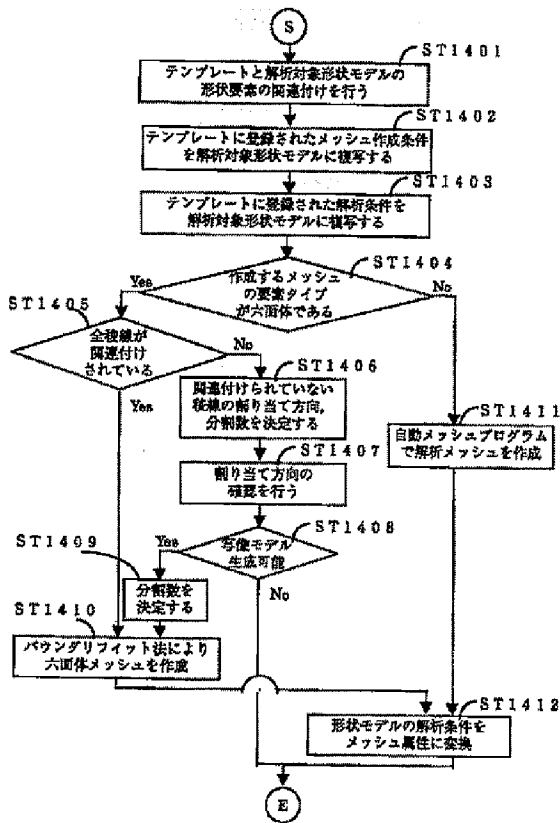 S
ST1401
テンプレートと解析対象形状モデルの
形状要素の関連付けを行う
ST1402
テンプレートに登録されたメッシュ作成条件
を解析対象形状モデルに複写する
ST1403
テンプレートに登録された解析条件を
解析対象形状モデルに複写する
ST1404
作成するメッシュ
の要素タイプ
が六面体である
Yes
No
ST1405
全稜線が
関連付け
されている
No
Yes
ST1406
関連付けられていない
稜線の割り当て方向,
分割数を決定する
ST1411
自動メッシュプログラム
で解析メッシュを作成
ST1407
割り当て方向の
確認を行う
ST1408
写像モデル
生成可能
Yes
No
ST1409
分割数を
決定する
ST1410
バウンダリフィット法により
六面体メッシュを作成
ST1412
形状モデルの解析条件を
メッシュ属性に変換
E